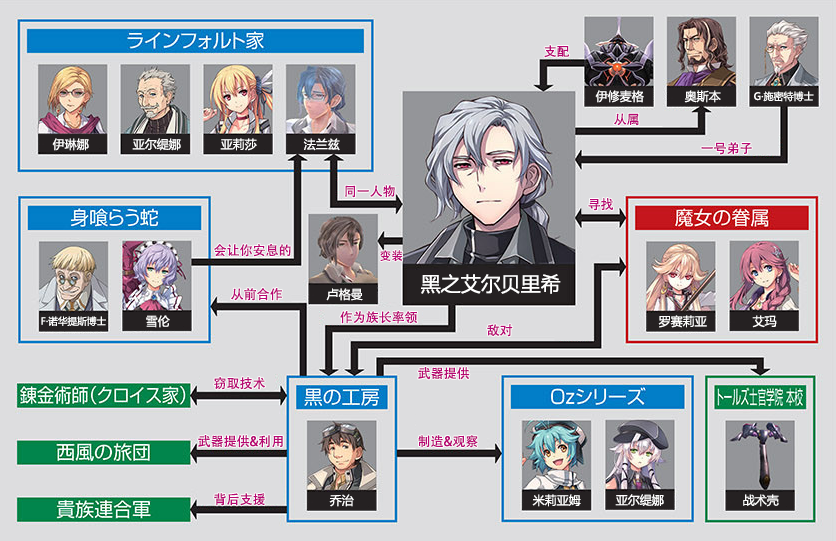 ラインフォルト家
伊琳娜
亚尔缇娜
亚莉莎
法兰兹
支配
伊修麦格
奥斯本
G·施密特博士
从属
一号弟子
同一人物
寻找
黑之艾尔贝里希
变装
卢格曼
身喰らう蛇
F·诺华提斯博士
雪伦
会让你安息的
魔女の眷属
罗赛莉亚
艾玛
从前合作
作为族长率领
敌对
武器提供
錬金術師(クロイス家)
窃取技术
黒の工房
乔治
Ozシリーズ
米莉亚姆
亚尔缇娜
トールズ士官学院 本校
战术壳
西風の旅団
武器提供&利用
制造&观察
貴族連合軍
背后支援